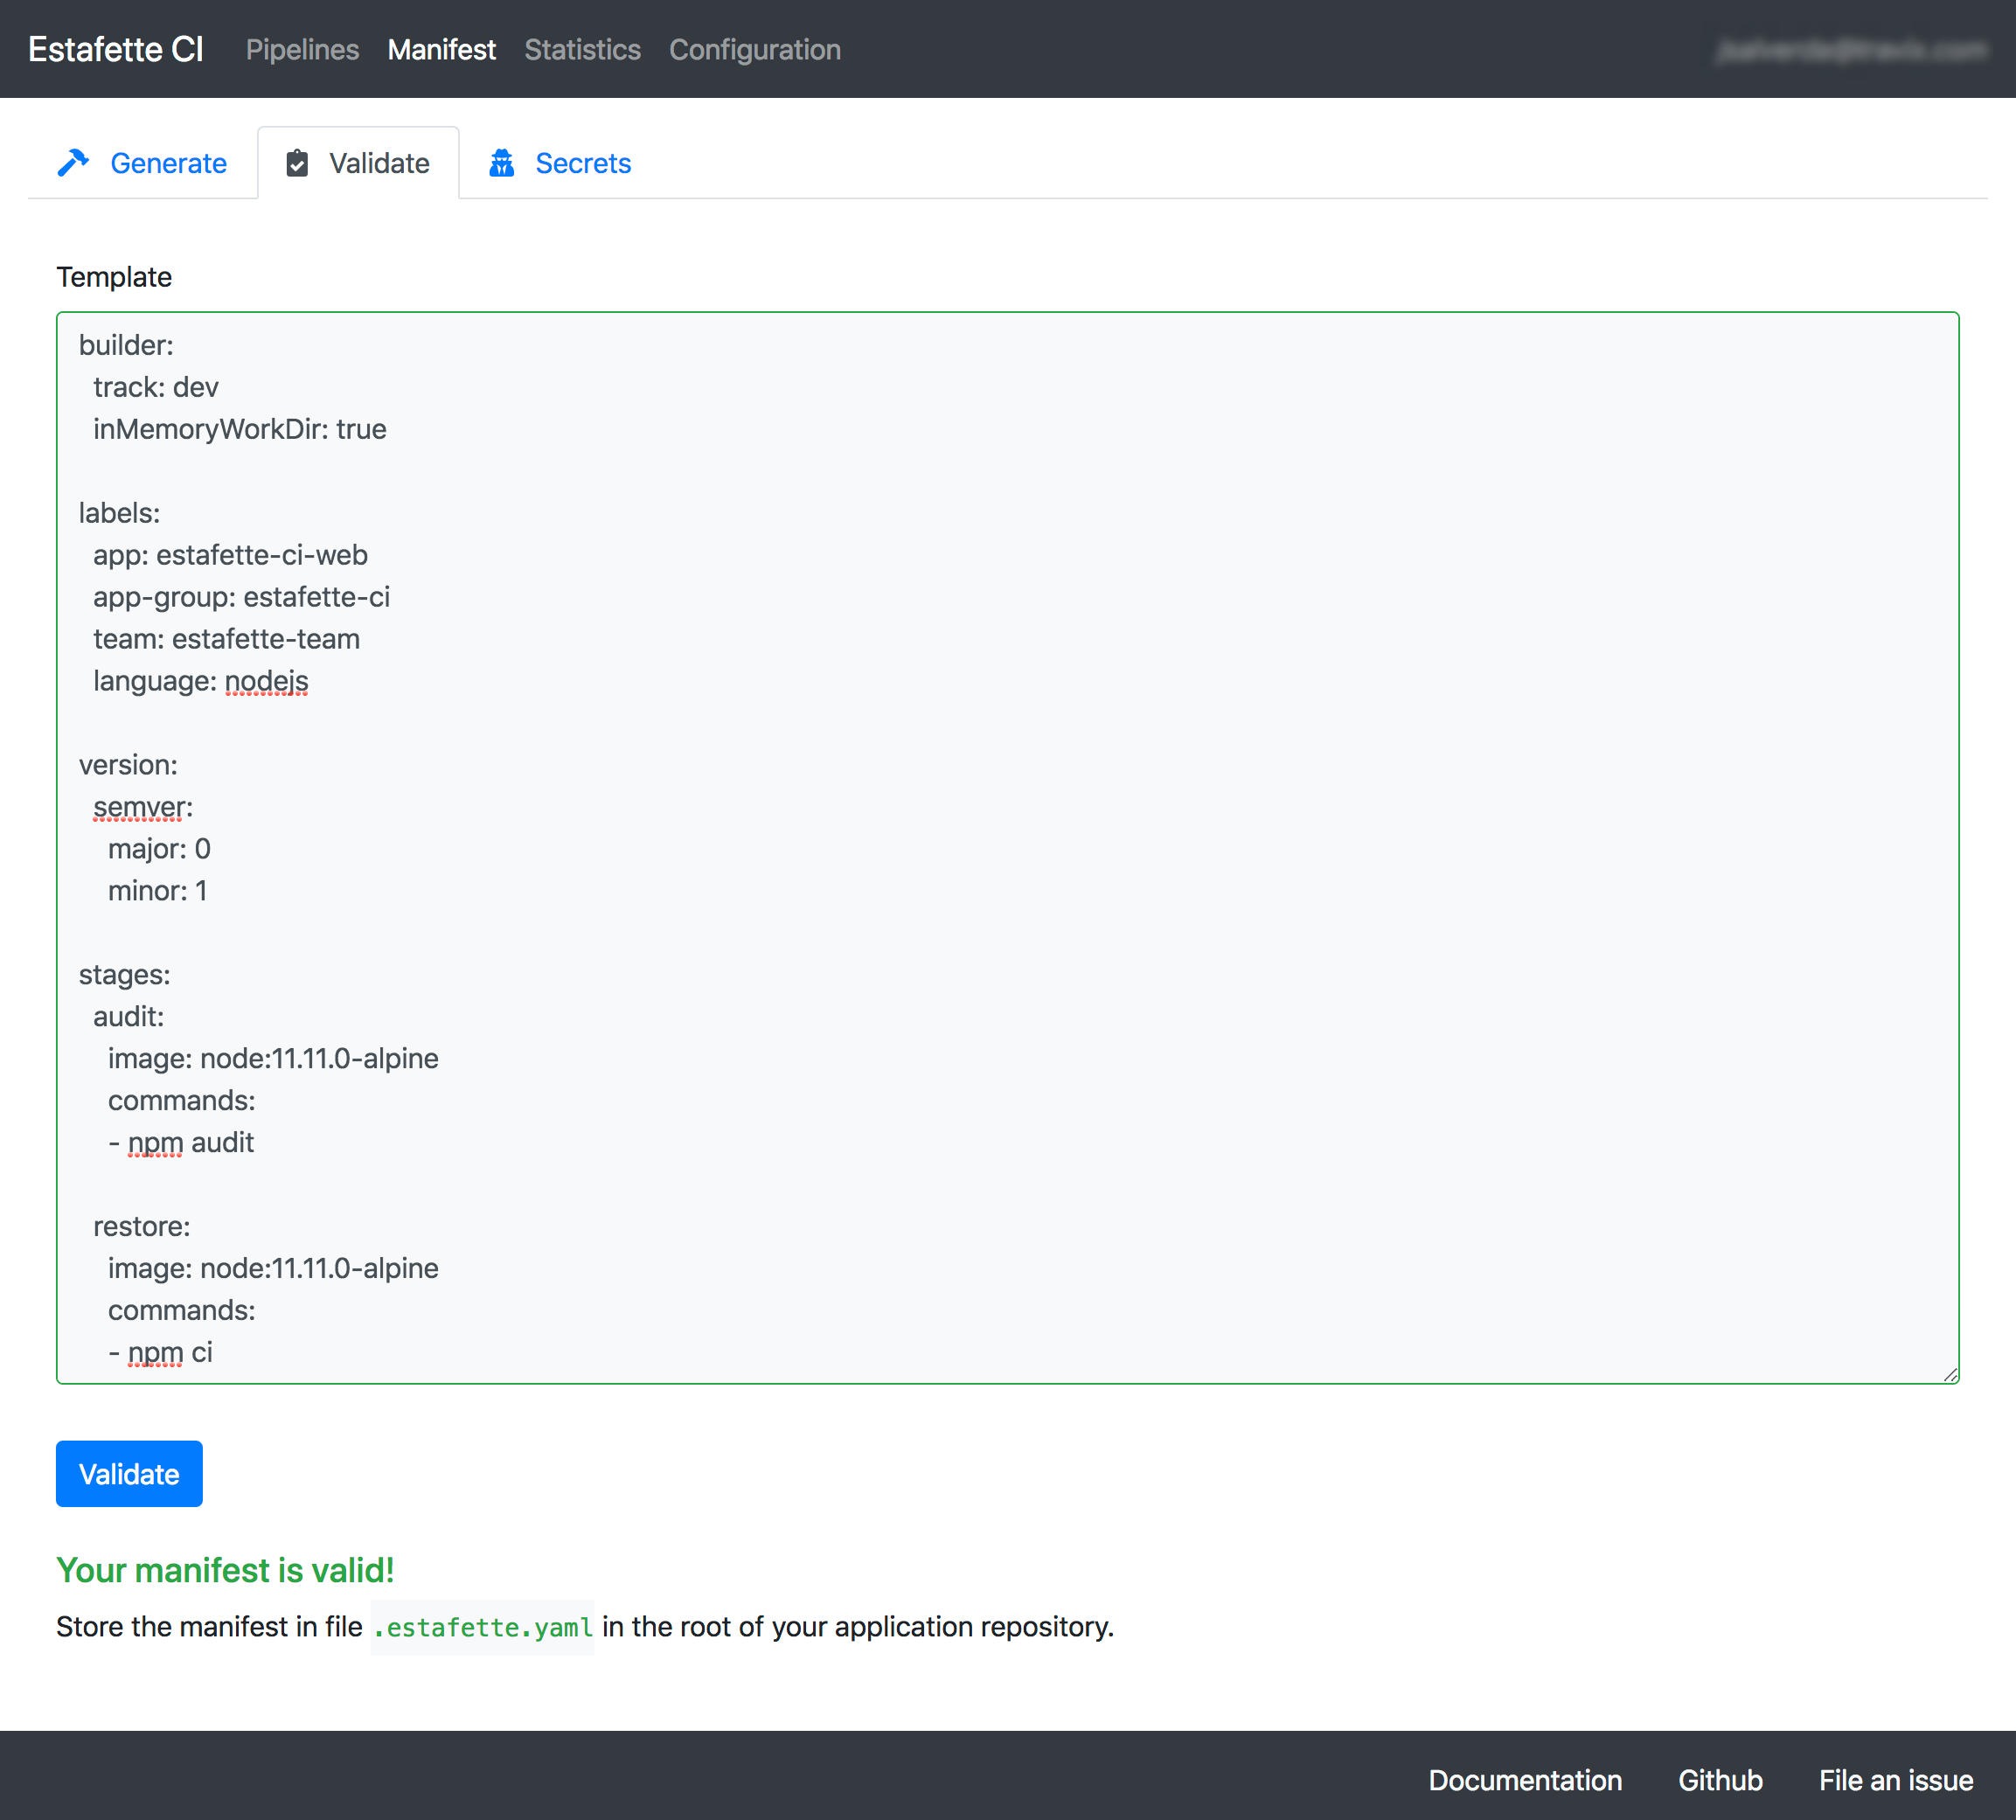 Estafette CI Pipelines Manifest Statistics Configuration
Generate Validate Secrets
Template
builder:
  track: dev
  inMemoryWorkDir: true
labels:
  app: estafette-ci-web
  app-group: estafette-ci
  team: estafette-team
  language: nodejs
version:
  semver:
    major: 0
    minor: 1
stages:
  audit:
    image: node:11.11.0-alpine
    commands:
    - npm audit
  restore:
    image: node:11.11.0-alpine
    commands:
    - npm ci
Validate
Your manifest is valid!
Store the manifest in file .estafette.yaml in the root of your application repository.
Documentation Github File an issue